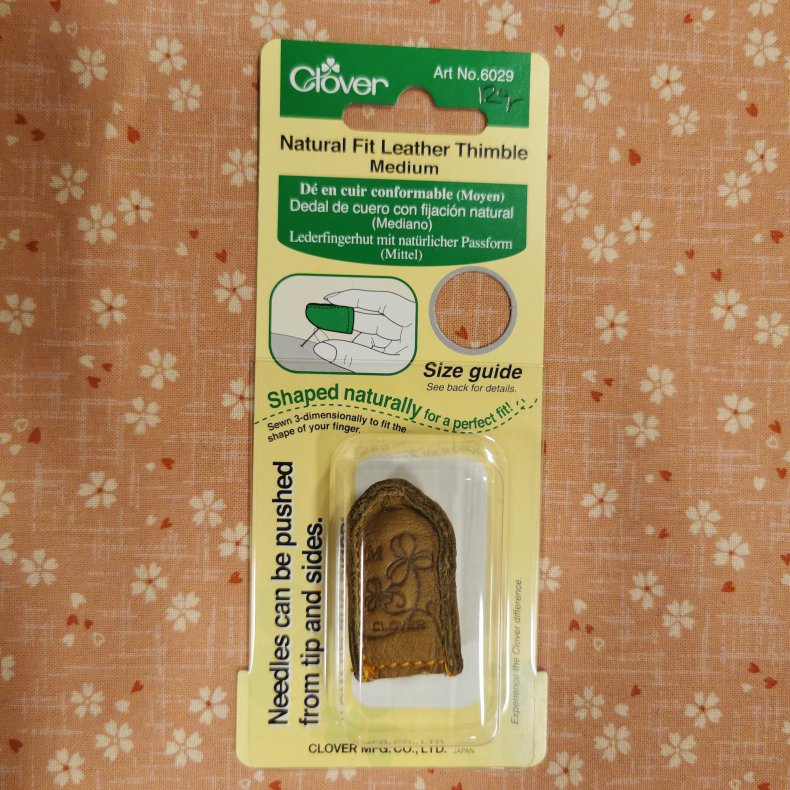 Clover
Art No.6029
Natural Fit Leather Thimble
Medium
Dé en cuir conformable (Moyen)
Dedal de cuero con fijación natural
(Mediano)
Lederfingerhut mit natürlicher Passform
(Mittel)
Size guide
See back for details.
Shaped naturally for a perfect fit!
Sewn 3-dimensionally to fit the
shape of your finger.
Needles can be pushed
from tip and sides.
M
CLOVER
Experience the Clover difference.
CLOVER MFG.CO.,LTD. JAPAN